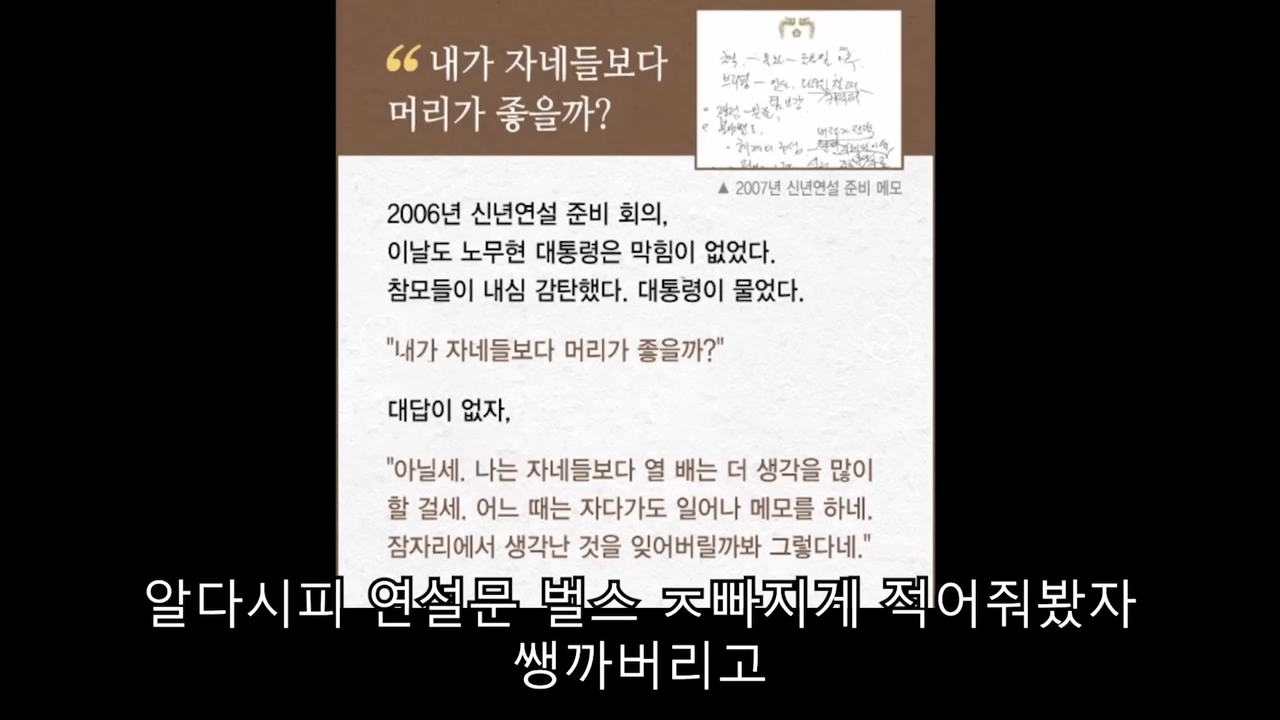 “ 내가 자네들보다
머리가 좋을까?
▲ 2007년 신년연설 준비 메모
2006년 신년연설 준비 회의,
이날도 노무현 대통령은 막힘이 없었다.
참모들이 내심 감탄했다. 대통령이 물었다.
"내가 자네들보다 머리가 좋을까?"
대답이 없자,
"아닐세. 나는 자네들보다 열 배는 더 생각을 많이
할 걸세. 어느 때는 자다가도 일어나 메모를 하네.
잠자리에서 생각난 것을 잊어버릴까봐 그렇다네."
알다시피 연설문 벌스 ㅈ빠지게 적어줘봤자
쌩까버리고